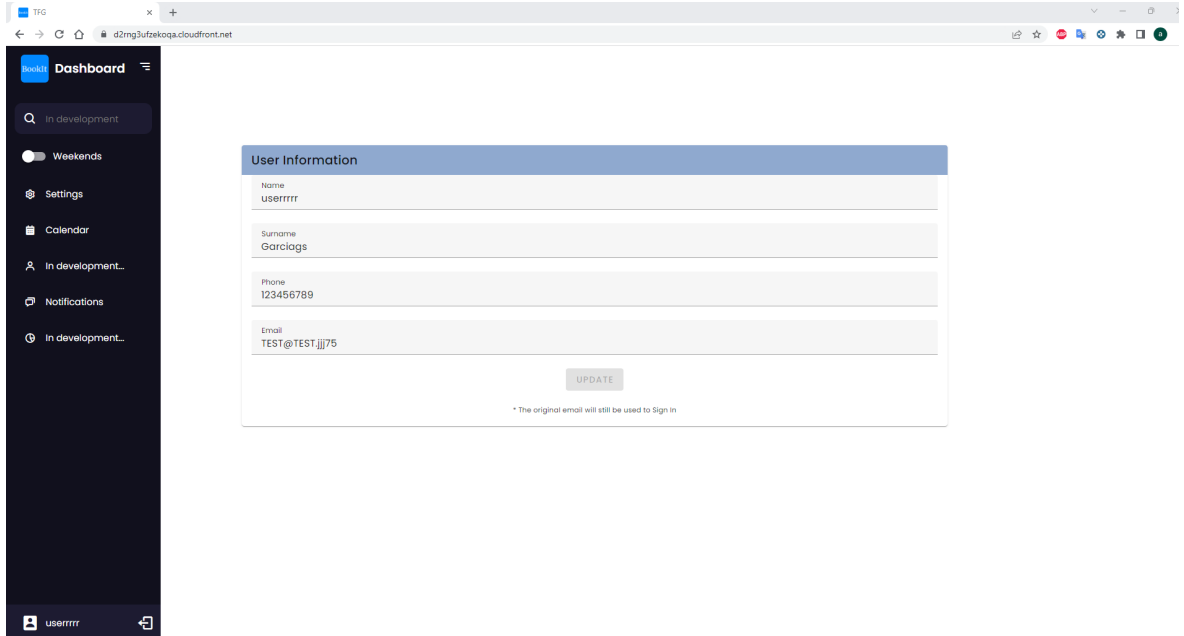 TFG
d2rng3ufzekoqa.cloudfront.net
ABP
a
BookIt Dashboard
In development
Weekends
Settings
Calendar
In development...
Notifications
In development...
User Information
Name
userrrrr
Surname
Garciags
Phone
123456789
Email
TEST@TEST.jjj75
UPDATE
* The original email will still be used to Sign In
userrrrr